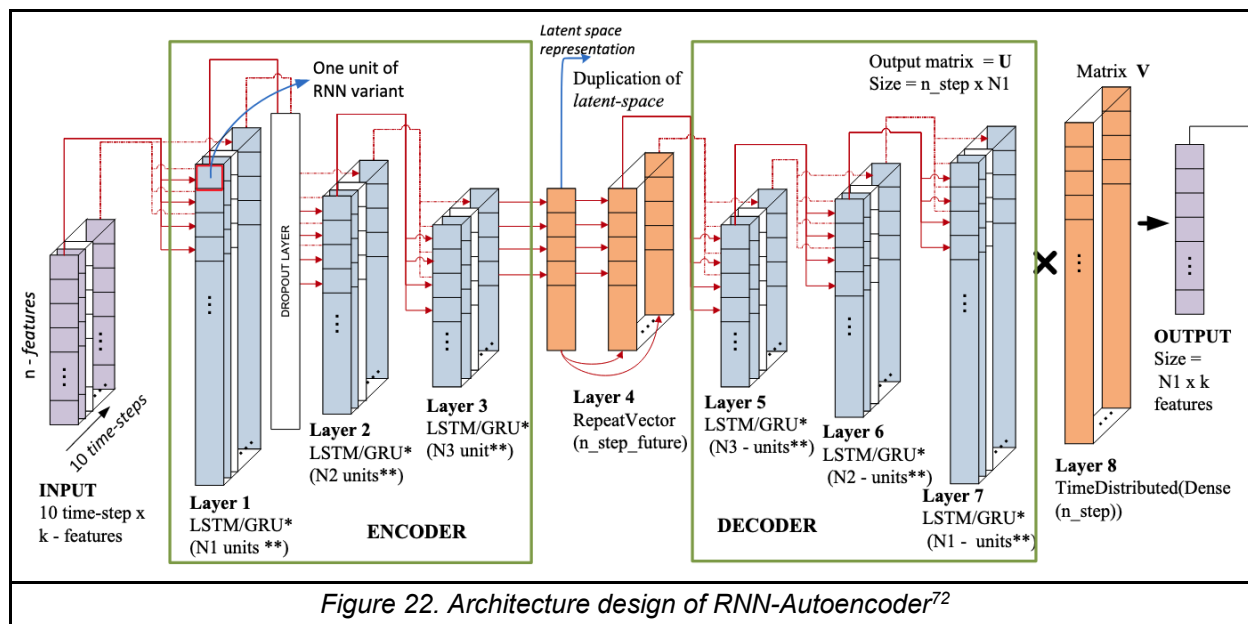 Latent space
representation
One unit of
RNN variant
Duplication of
latent-space
Output matrix = U
Size = n_step x N1
Matrix V
DROPOUT LAYER
n - features
10 time-steps
INPUT
10 time-step x
k - features
Layer 1
LSTM/GRU*
(N1 units **)
Layer 2
LSTM/GRU*
(N2 units**)
Layer 3
LSTM/GRU*
(N3 unit**)
ENCODER
Layer 4
RepeatVector
(n_step_future)
Layer 5
LSTM/GRU*
(N3 - units**)
DECODER
Layer 6
LSTM/GRU*
(N2 - units**)
Layer 7
LSTM/GRU*
(N1 - units**)
×
Layer 8
TimeDistributed(Dense
(n_step))
OUTPUT
Size =
N1 x k
features
Figure 22. Architecture design of RNN-Autoencoder72